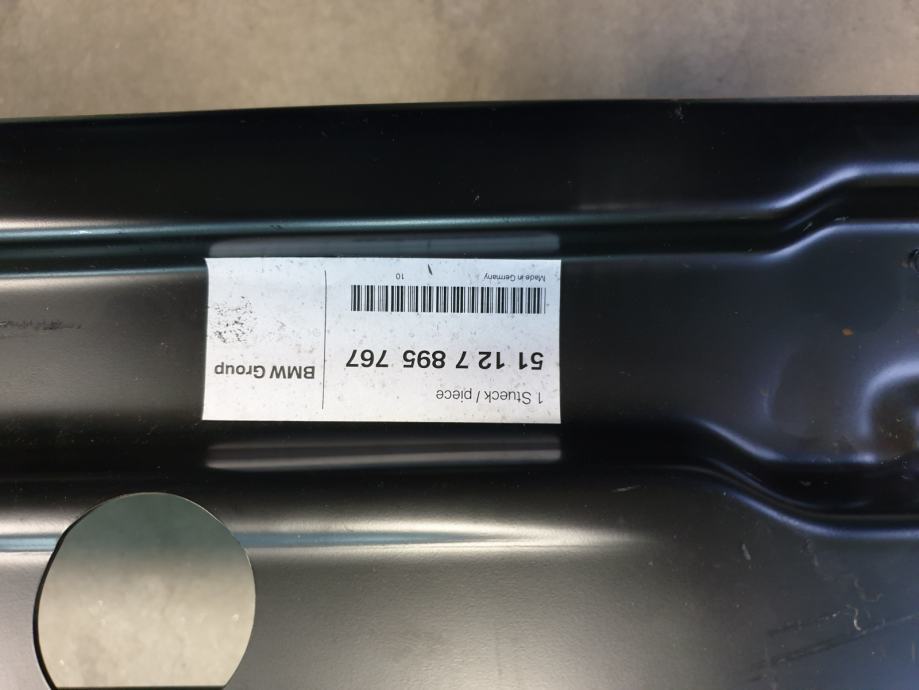 1 Stueck / piece
51 12 7 895 767
BMW Group
Made in Germany
10